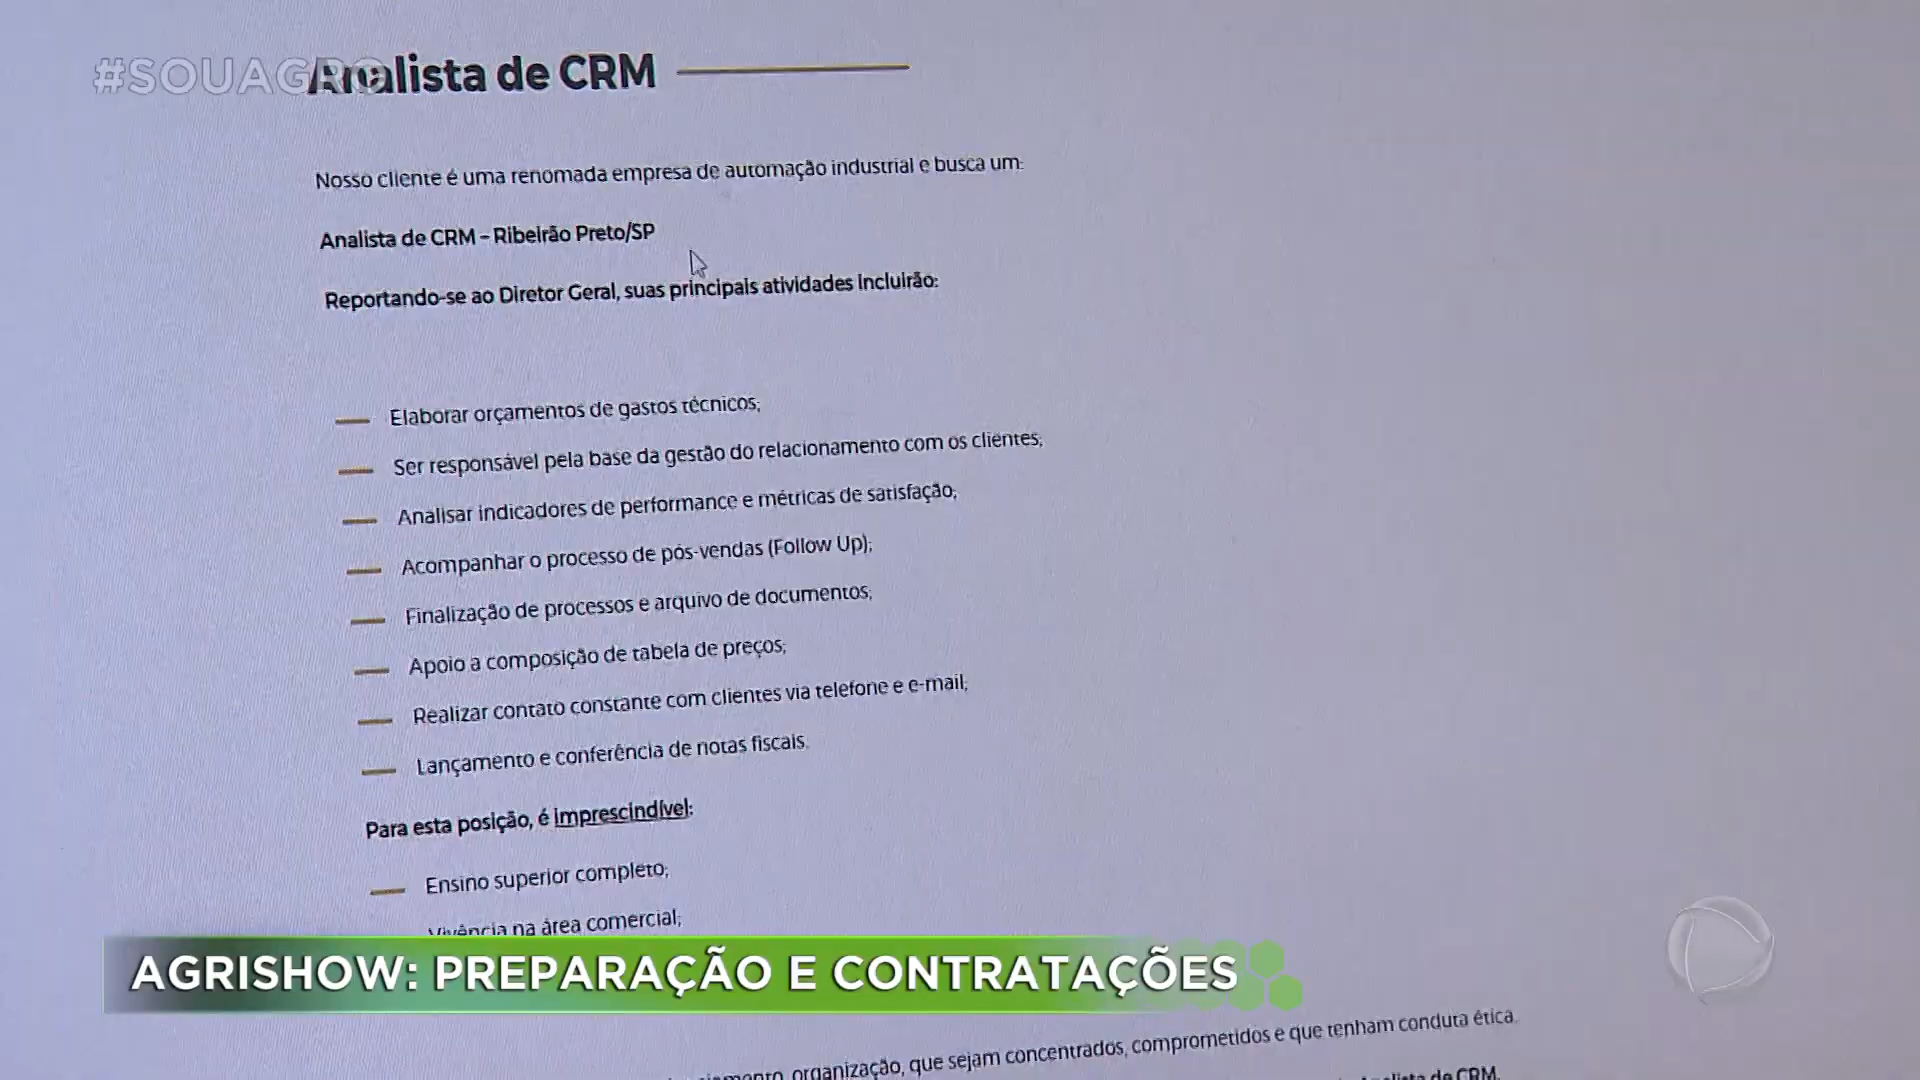 #SOUAGRO
Analista de CRM
Nosso cliente é uma renomada empresa de automação industrial e busca um:
Analista de CRM – Ribeirão Preto/SP
Reportando-se ao Diretor Geral, suas principais atividades incluirão:
Elaborar orçamentos de gastos técnicos;
Ser responsável pela base da gestão do relacionamento com os clientes;
Analisar indicadores de performance e métricas de satisfação;
Acompanhar o processo de pós-vendas (Follow Up);
Finalização de processos e arquivo de documentos;
Apoio a composição de tabela de preços;
Realizar contato constante com clientes via telefone e e-mail;
Lançamento e conferência de notas fiscais.
Para esta posição, é imprescindível:
Ensino superior completo;
Vivência na área comercial;
AGRISHOW: PREPARAÇÃO E CONTRATAÇÕES
organização, que sejam concentrados, comprometidos e que tenham conduta ética.
de CRM.